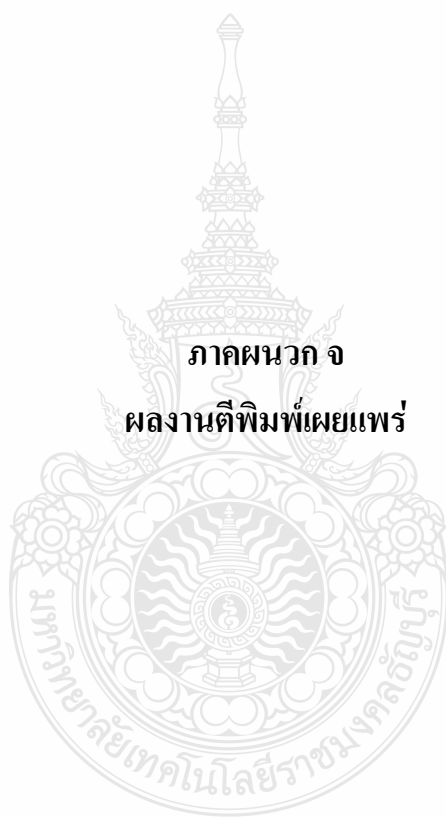 ภาคผนวก จ
ผลงานตีพิมพ์เผยแพร่
มหาวิทยาลัยเทคโนโลยีราชมงคลธัญบุรี